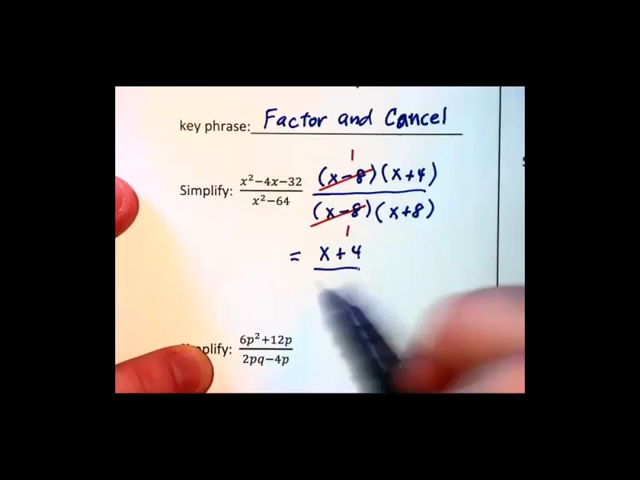 key phrase: Factor and Cancel
1
Simplify: x²−4x−32 / x²−64 (x−8)(x+4) / (x−8)(x+8)
1
= x+4
Simplify: 6p²+12p / 2pq−4p